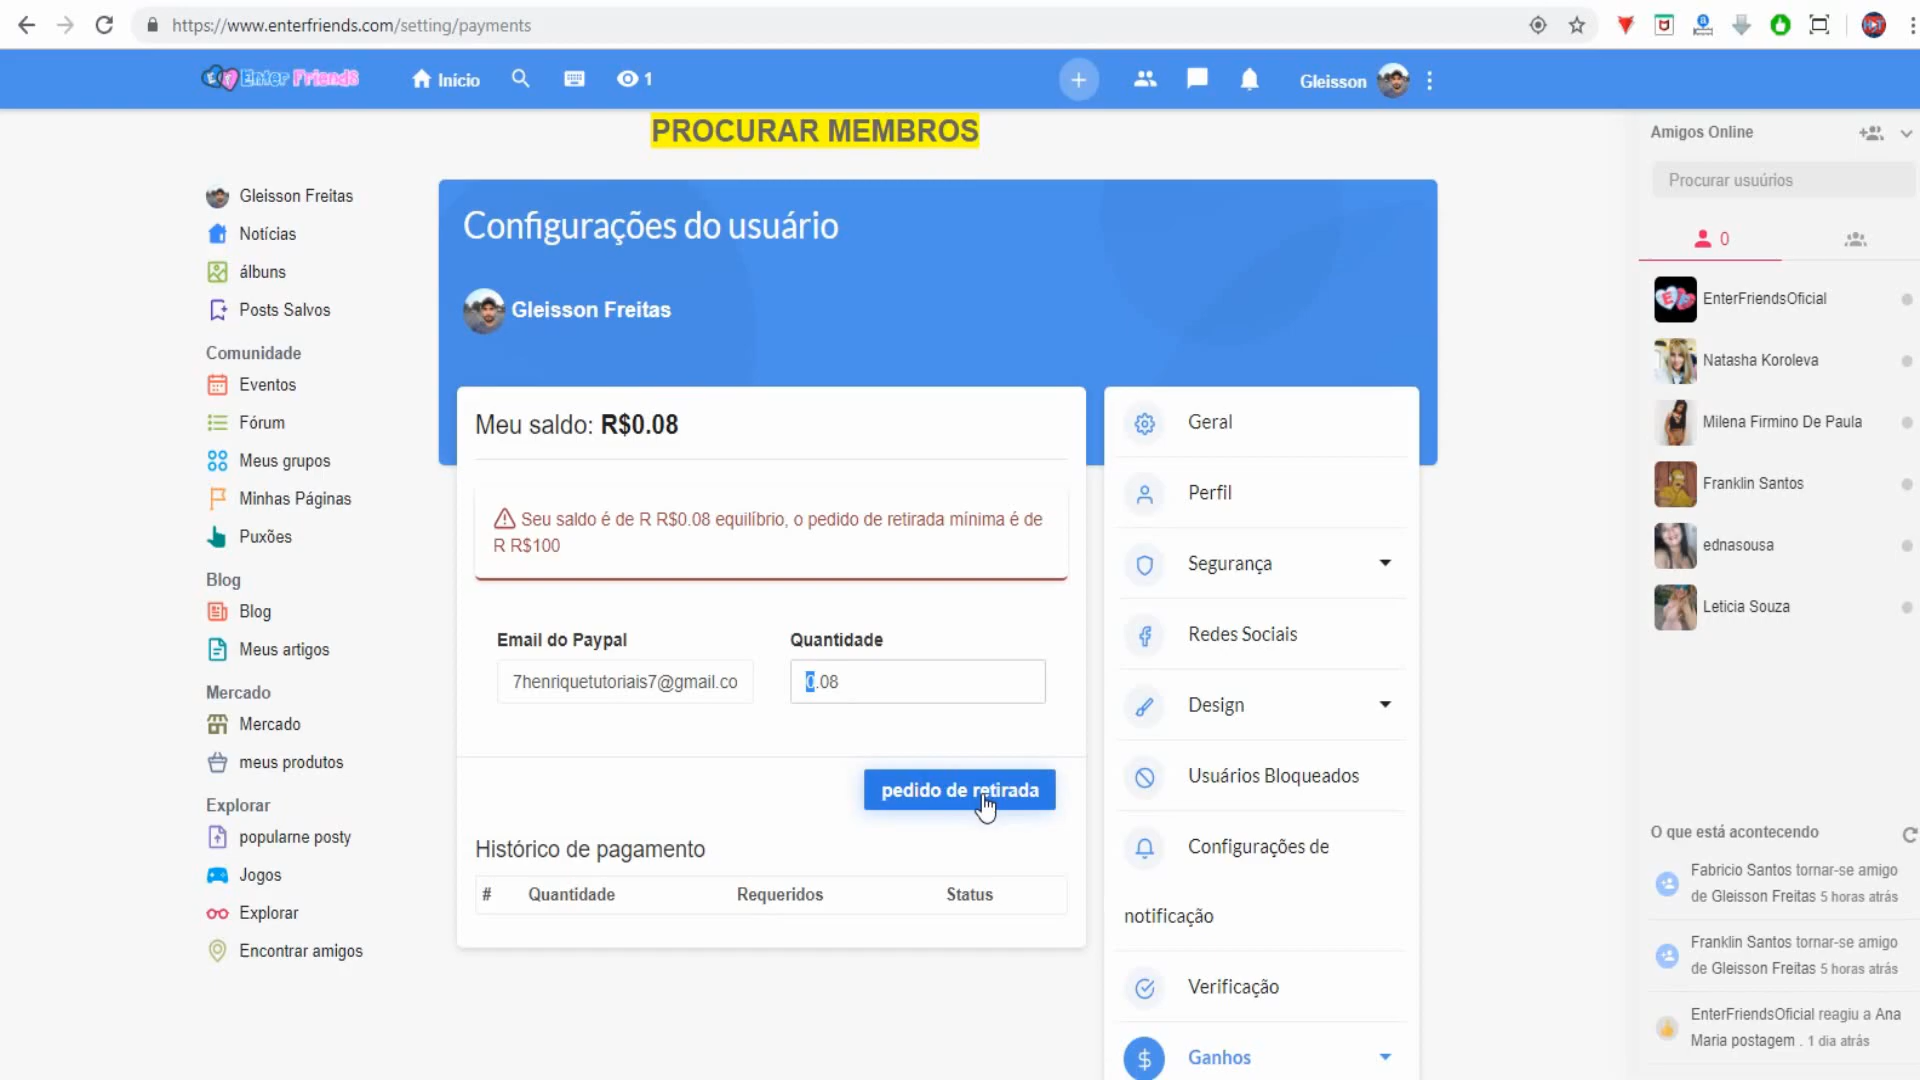 https://www.enterfriends.com/setting/payments
Enter Friends
Início
1
Gleisson
PROCURAR MEMBROS
Gleisson Freitas
Notícias
álbuns
Posts Salvos
Comunidade
Eventos
Fórum
Meus grupos
Minhas Páginas
Puxões
Blog
Blog
Meus artigos
Mercado
Mercado
meus produtos
Explorar
popularne posty
Jogos
Explorar
Encontrar amigos
Configurações do usuário
Gleisson Freitas
Meu saldo: R$0.08
Seu saldo é de R R$0.08 equilíbrio, o pedido de retirada mínima é de
R R$100
Email do Paypal
Quantidade
7henriquetutoriais7@gmail.co
0.08
pedido de retirada
Histórico de pagamento
# Quantidade Requeridos Status
Geral
Perfil
Segurança
Redes Sociais
Design
Usuários Bloqueados
Configurações de
notificação
Verificação
Ganhos
Amigos Online
Procurar usuúrios
0
EnterFriendsOficial
Natasha Koroleva
Milena Firmino De Paula
Franklin Santos
ednasousa
Leticia Souza
O que está acontecendo
Fabricio Santos tornar-se amigo
de Gleisson Freitas 5 horas atrás
Franklin Santos tornar-se amigo
de Gleisson Freitas 5 horas atrás
EnterFriendsOficial reagiu a Ana
Maria postagem . 1 dia atrás